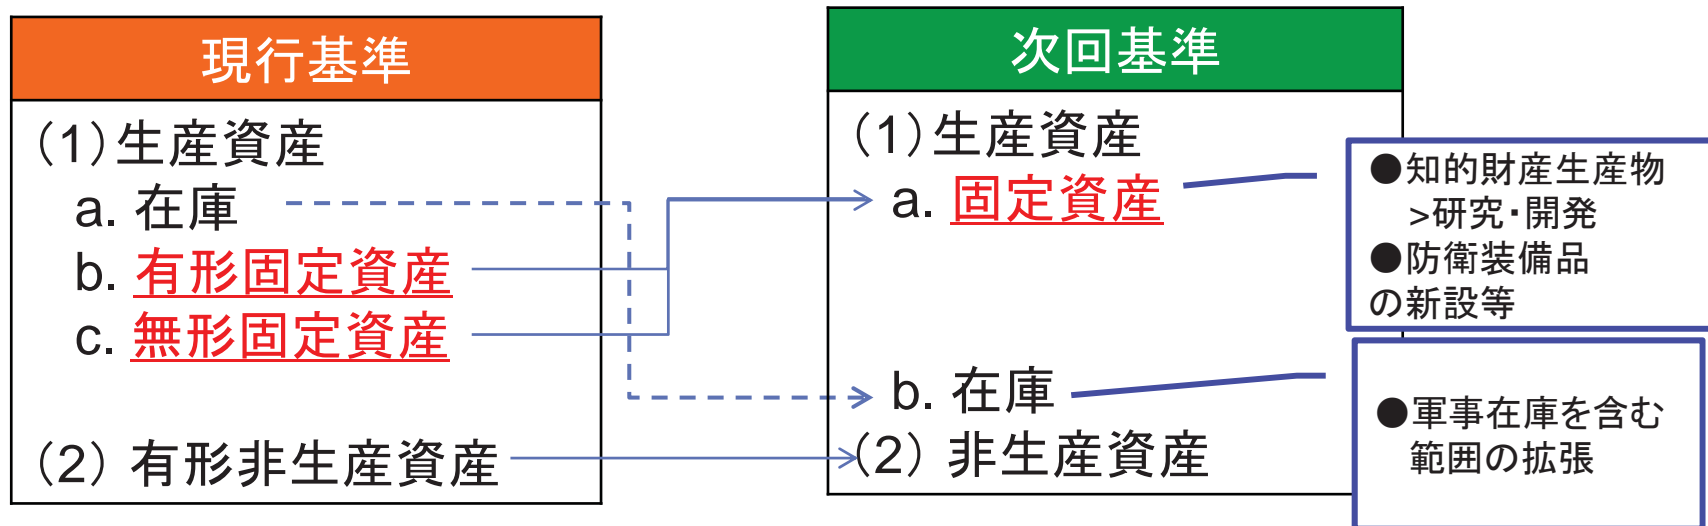 現行基準
(1)生産資産
a. 在庫
b. 有形固定資産
c. 無形固定資産
(2) 有形非生産資産
次回基準
(1)生産資産
a. 固定資産
b. 在庫
(2) 非生産資産
●知的財産生産物
>研究・開発
●防衛装備品
の新設等
●軍事在庫を含む
範囲の拡張